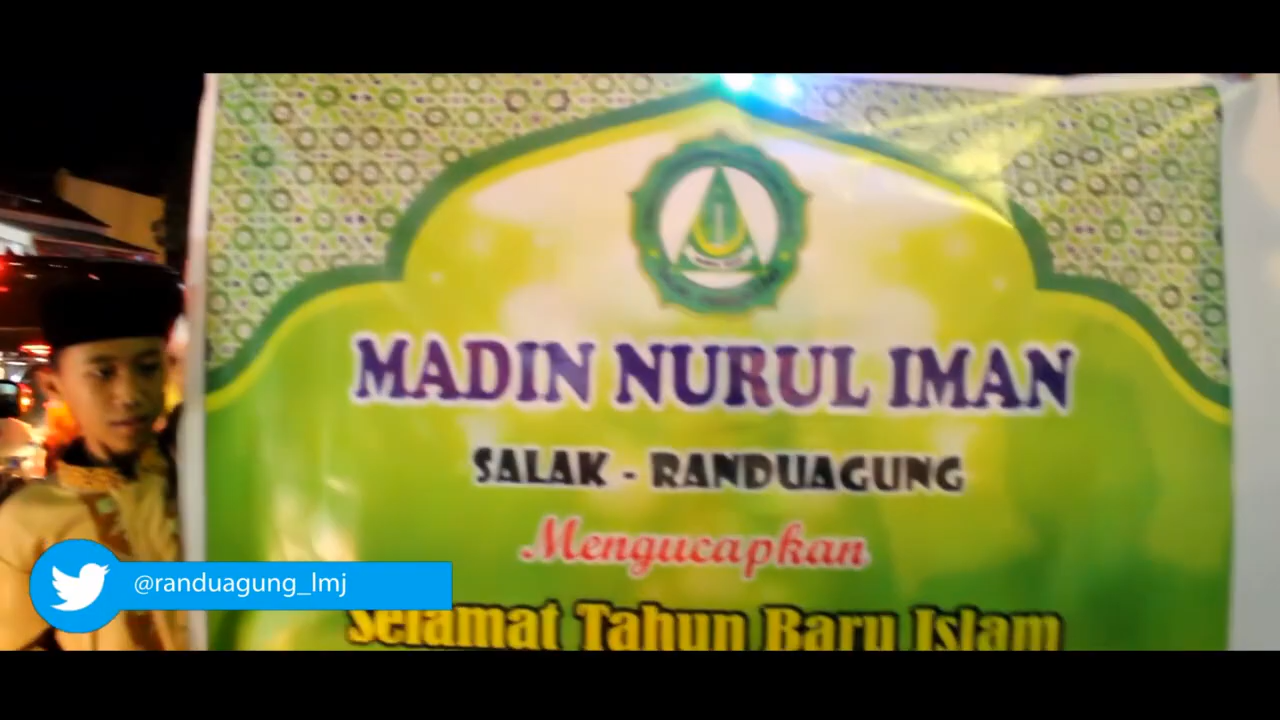 MADIN NURUL IMAN
SALAK - RANDUAGUNG
Mengucapkan
Selamat Tahun Baru Islam
@randuagung_lmj